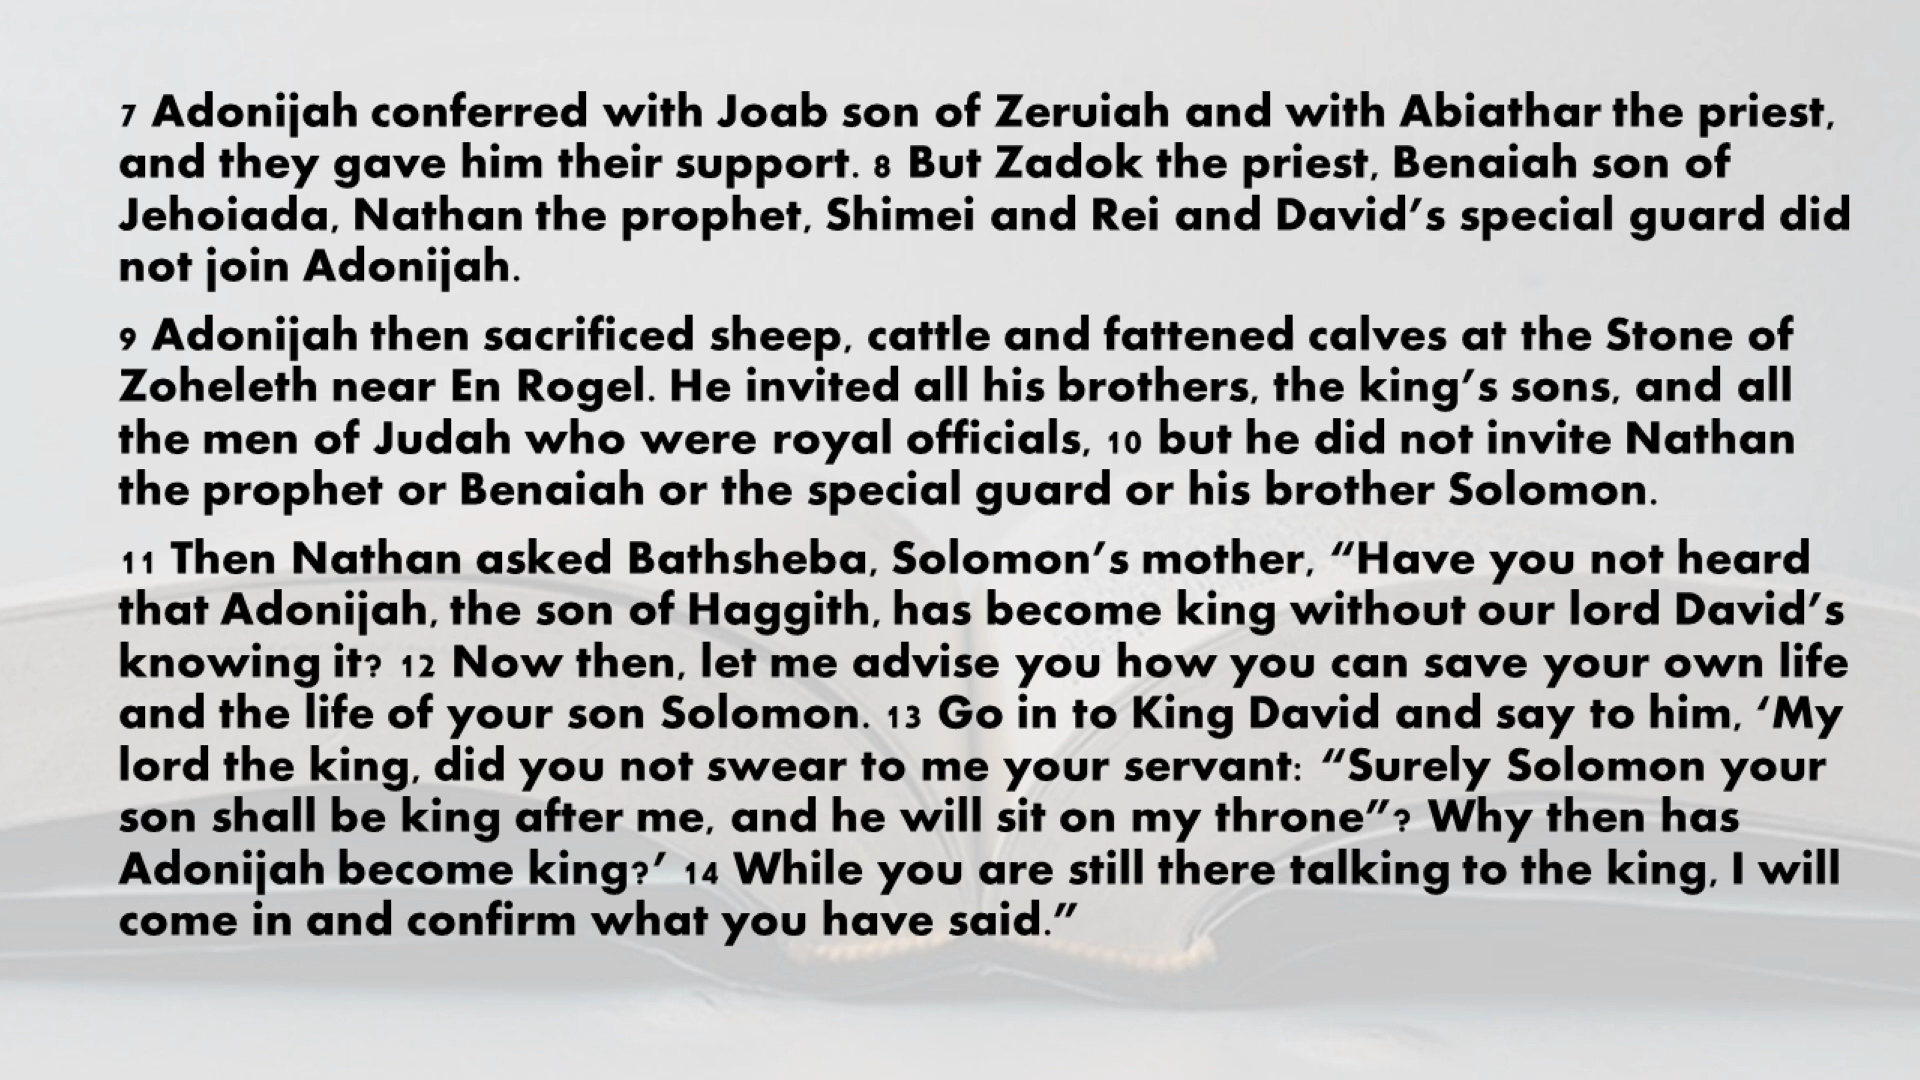 7 Adonijah conferred with Joab son of Zeruiah and with Abiathar the priest,
and they gave him their support. 8 But Zadok the priest, Benaiah son of
Jehoiada, Nathan the prophet, Shimei and Rei and David’s special guard did
not join Adonijah.
9 Adonijah then sacrificed sheep, cattle and fattened calves at the Stone of
Zoheleth near En Rogel. He invited all his brothers, the king’s sons, and all
the men of Judah who were royal officials, 10 but he did not invite Nathan
the prophet or Benaiah or the special guard or his brother Solomon.
11 Then Nathan asked Bathsheba, Solomon’s mother, “Have you not heard
that Adonijah, the son of Haggith, has become king without our lord David’s
knowing it? 12 Now then, let me advise you how you can save your own life
and the life of your son Solomon. 13 Go in to King David and say to him, ‘My
lord the king, did you not swear to me your servant: “Surely Solomon your
son shall be king after me, and he will sit on my throne”? Why then has
Adonijah become king?’ 14 While you are still there talking to the king, I will
come in and confirm what you have said.”